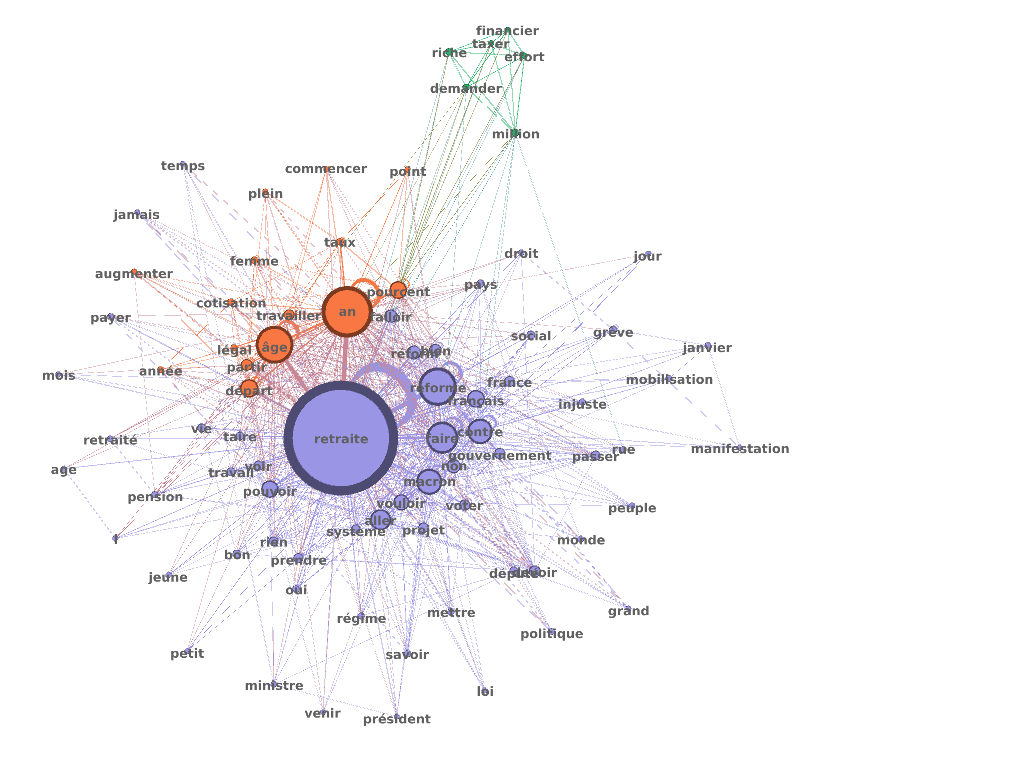 financier
taxer
riche
effort
demander
million
temps
commencer
point
plein
jamais
taux
droit
jour
femme
augmenter
pays
pourcent
cotisation
an
travailler
falloir
payer
grève
social
âge
janvier
légal
reformer
bien
partir
année
mois
mobilisation
france
réforme
départ
français
injuste
vie
contre
taire
retraite
faire
retraité
manifestation
rue
gouvernement
passer
non
voir
age
travail
macron
pouvoir
pension
vouloir
voter
peuple
aller
système
projet
monde
rien
bon
prendre
député
devoir
jeune
oui
grand
mettre
régime
politique
petit
savoir
ministre
loi
venir
président